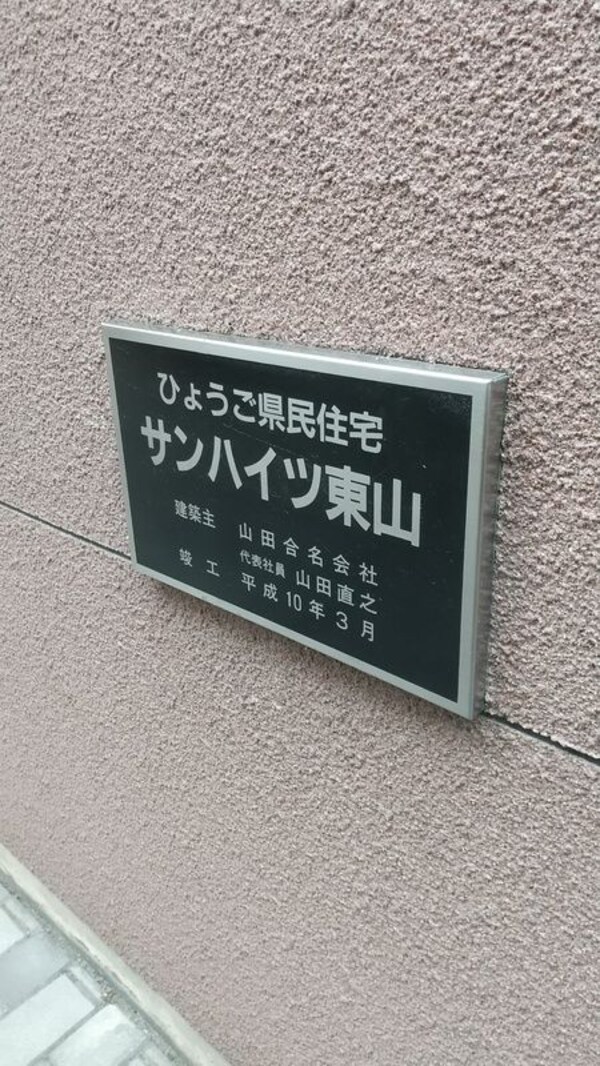 ひょうご県民住宅
サンハイツ東山
建築主 山田合名会社
代表社員 山田直之
竣工 平成10年3月